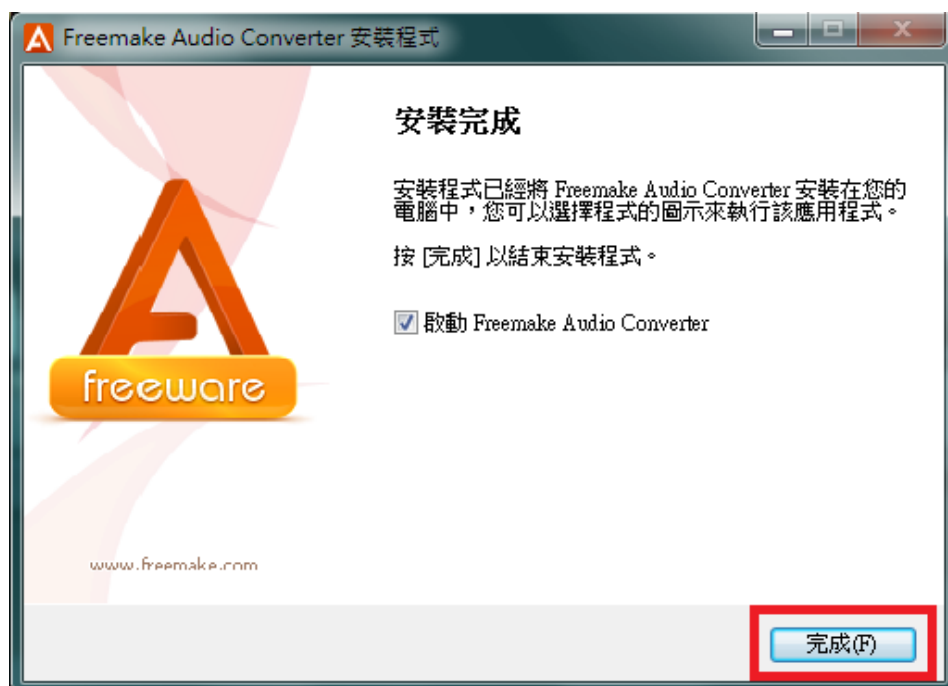 Freemake Audio Converter 安裝程式
安裝完成
安裝程式已經將 Freemake Audio Converter 安裝在您的
電腦中，您可以選擇程式的圖示來執行該應用程式。
按 [完成] 以結束安裝程式。
啟動 Freemake Audio Converter
freeware
www.freemake.com
完成(F)